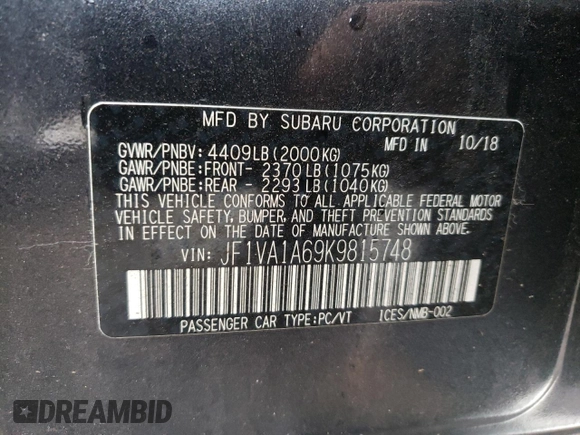 MFD BY SUBARU CORPORATION
MFD IN 10/18
GVWR/PNBV: 4409LB (2000KG)
GAWR/PNBE:FRONT- 2370 LB (1075KG)
GAWR/PNBE:REAR - 2293 LB (1040KG)
THIS VEHICLE CONFORMS TO ALL APPLICABLE FEDERAL MOTOR
VEHICLE SAFETY, BUMPER, AND THEFT PREVENTION STANDARDS
IN EFFECT ON THE DATE OF MANUFACTURE SHOWN ABOVE.
VIN: JF1VA1A69K9815748
PASSENGER CAR TYPE:PC/VT ICES/NMB-002
DREAMBID